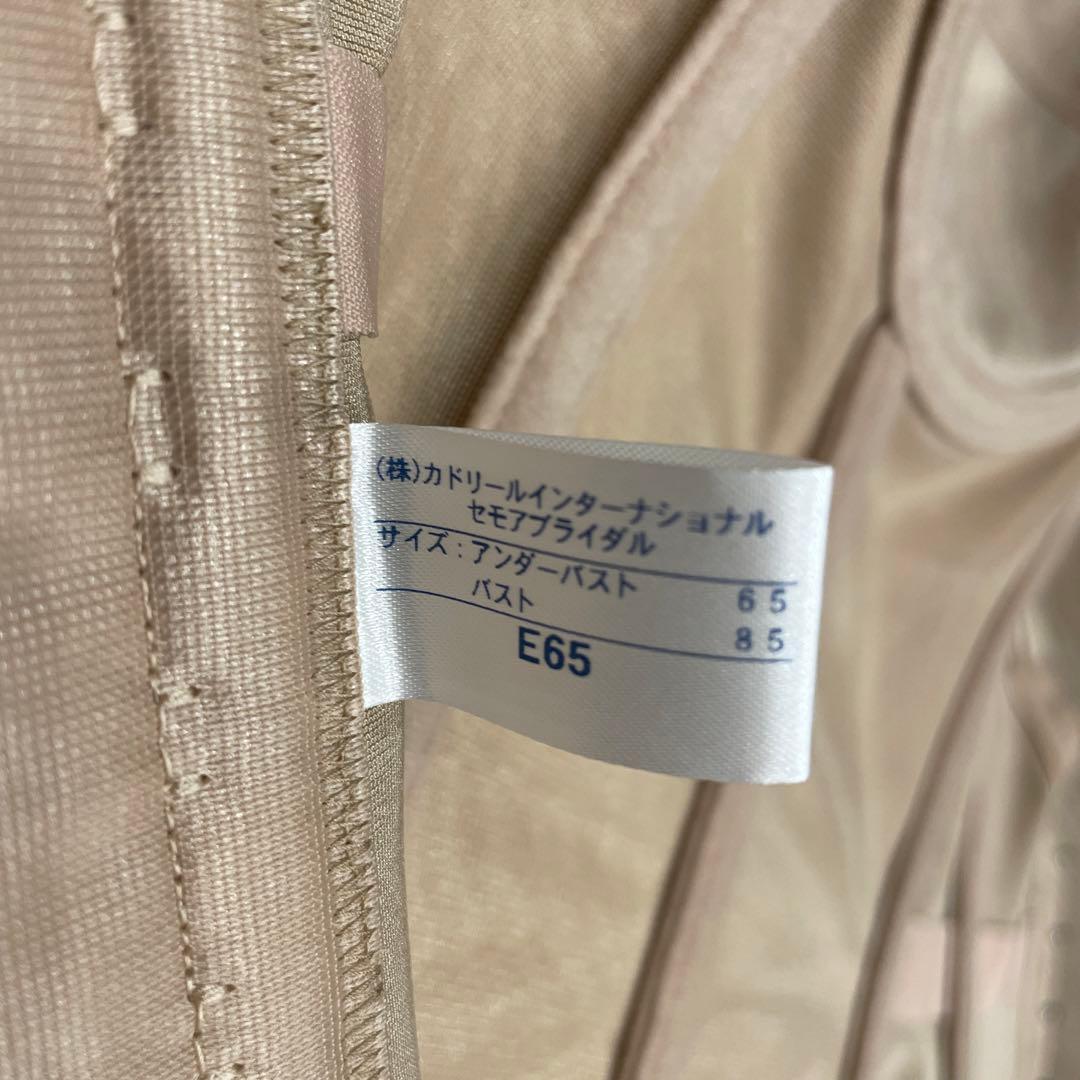 (株)カドリールインターナショナル
セモアブライダル
サイズ：アンダーバスト 65
バスト 85
E65